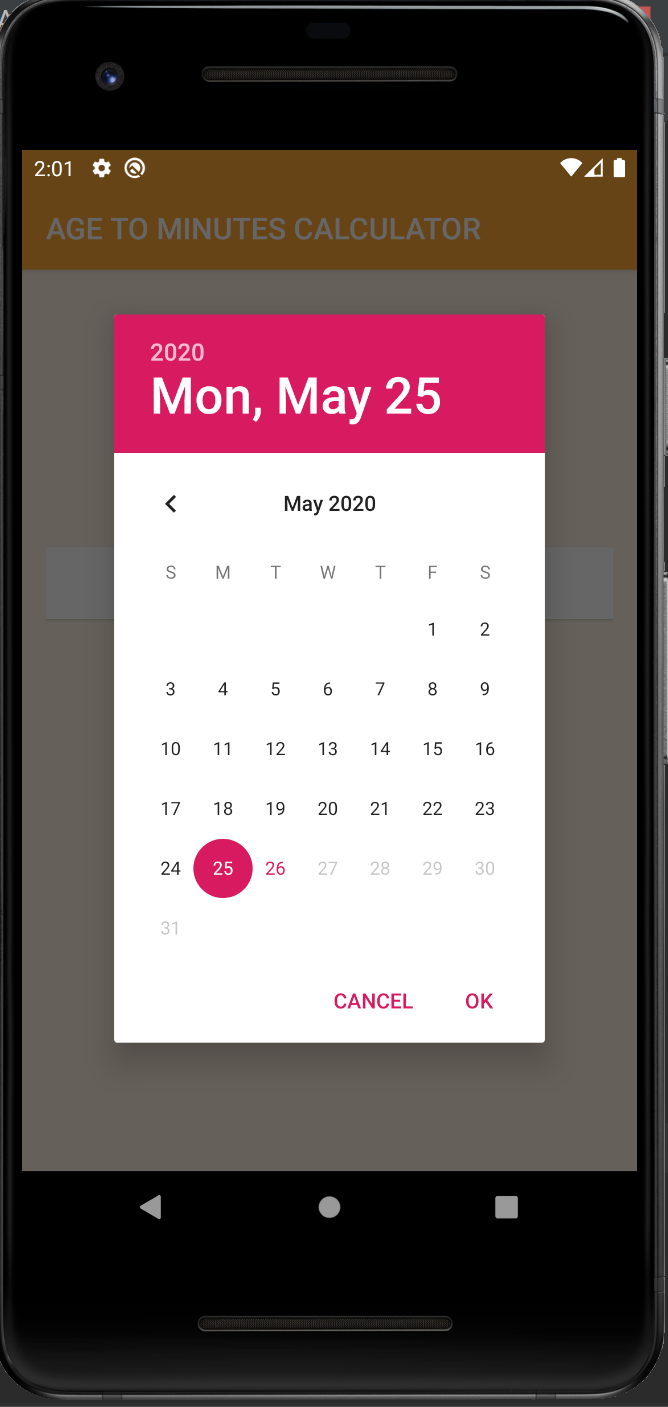 2:01
AGE TO MINUTES CALCULATOR
2020
Mon, May 25
May 2020
S M T W T F S
1 2
3 4 5 6 7 8 9
10 11 12 13 14 15 16
17 18 19 20 21 22 23
24 25 26 27 28 29 30
31
CANCEL OK